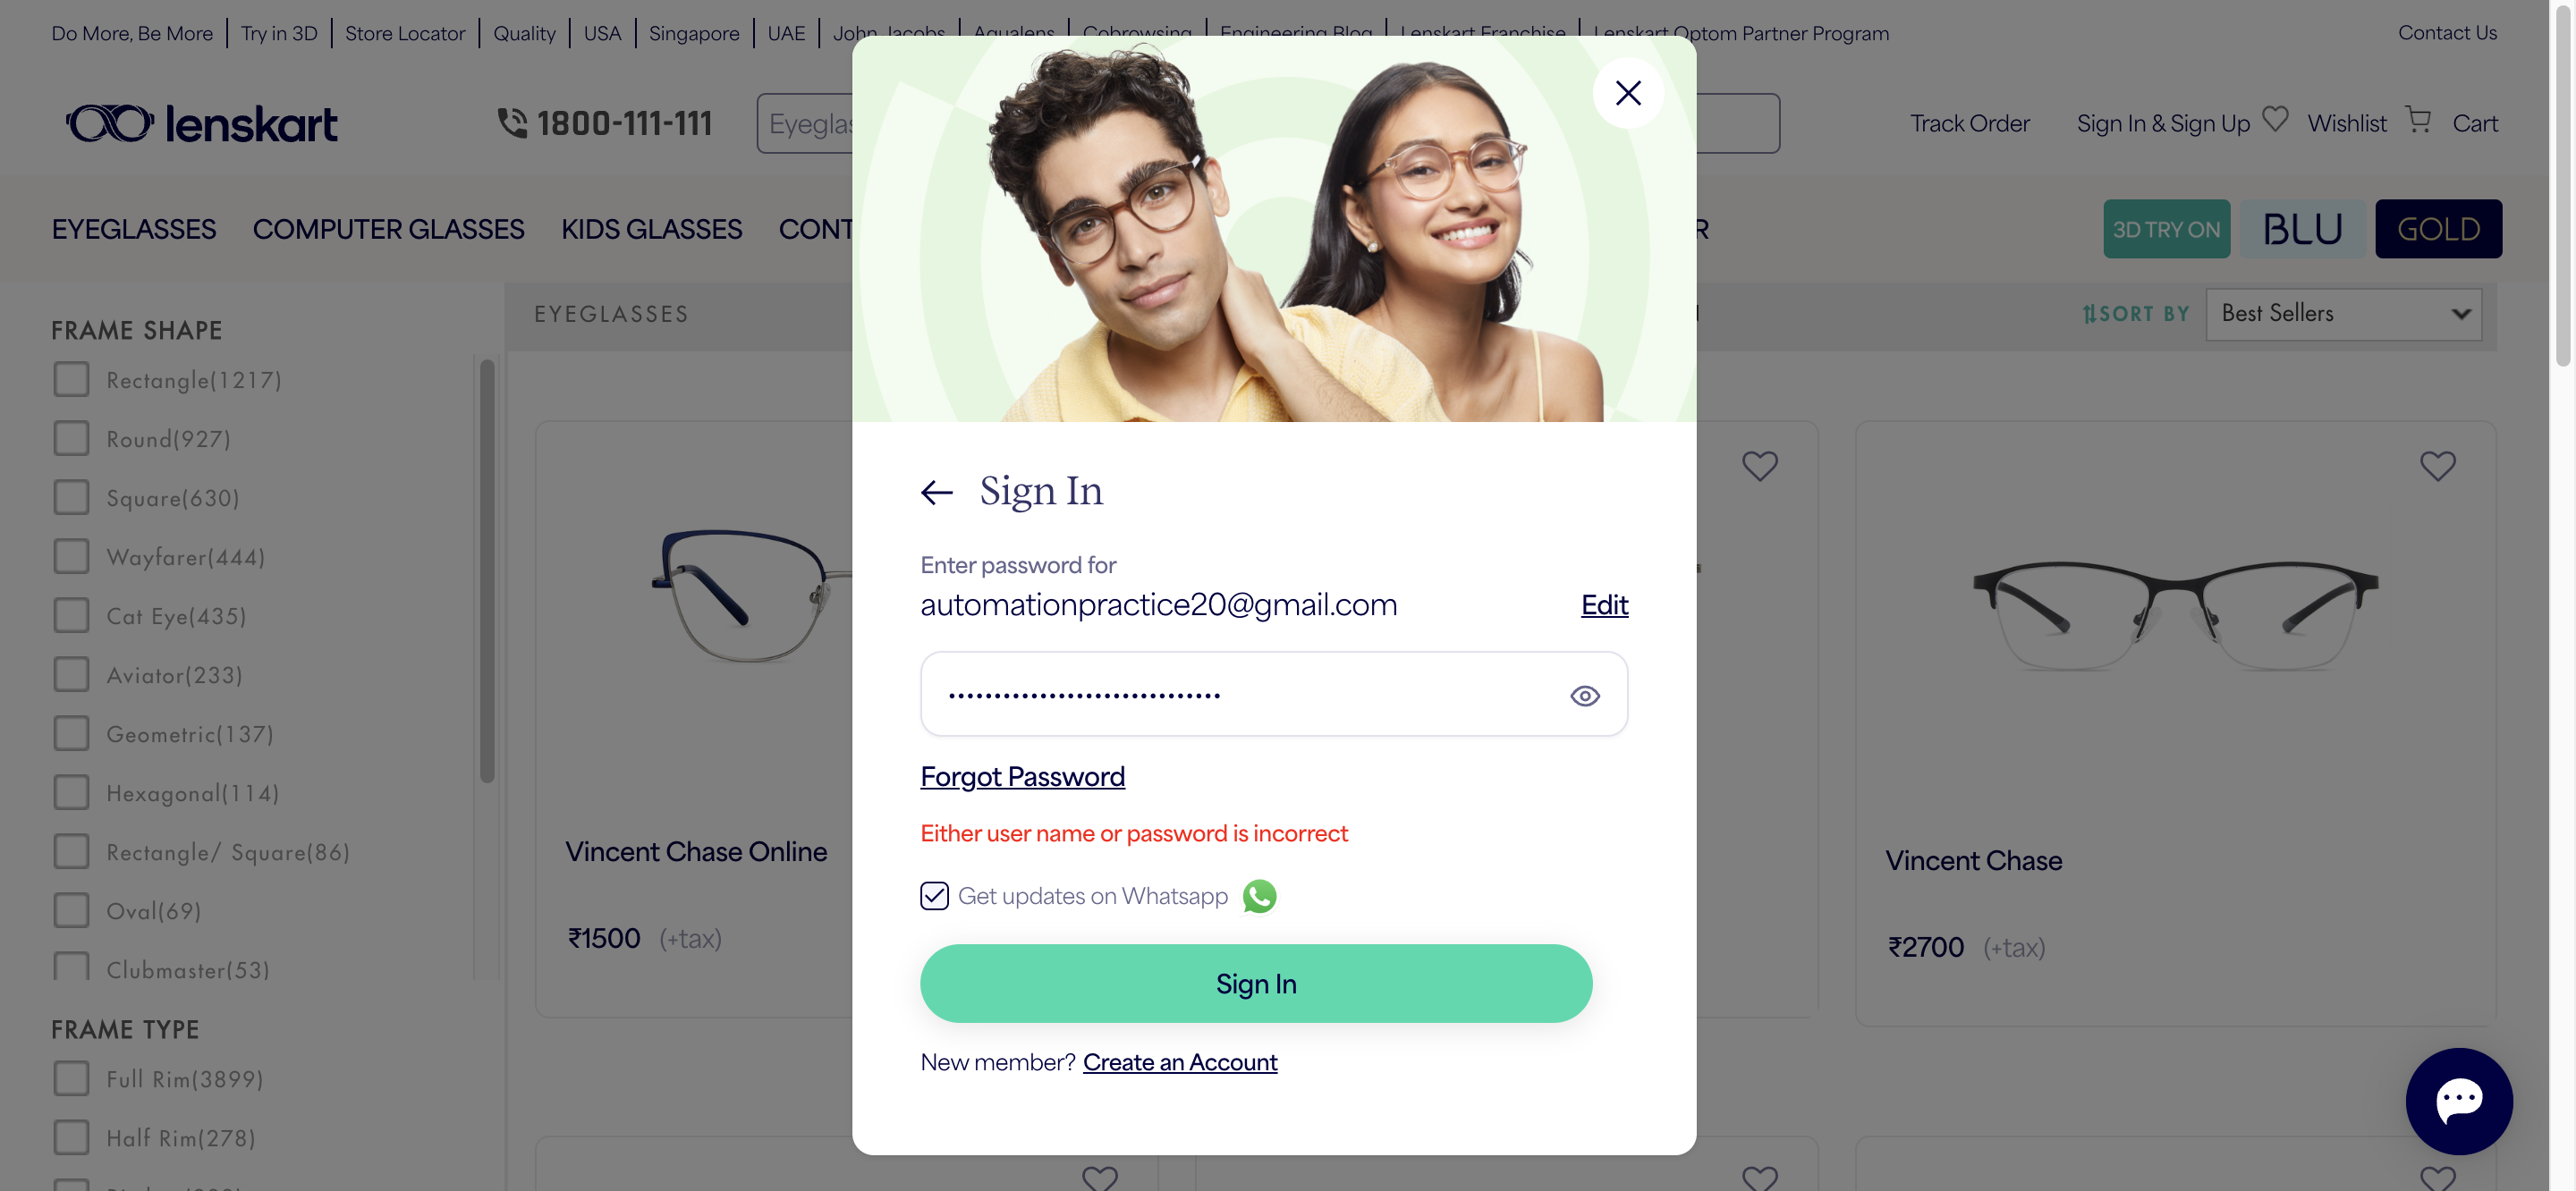 Do More, Be More
Try in 3D
Store Locator
Quality
USA
Singapore
UAE
John Jacobs
Aqualens
Cobrowsing
Engineering Blog
Lenskart Franchise
Lenskart Optom Partner Program
Contact Us
lenskart
1800-111-111
Track Order
Sign In & Sign Up
Wishlist
Cart
EYEGLASSES
COMPUTER GLASSES
KIDS GLASSES
3D TRY ON
BLU
GOLD
FRAME SHAPE
Rectangle(1217)
Round(927)
Square(630)
Wayfarer(444)
Cat Eye(435)
Aviator(233)
Geometric(137)
Hexagonal(114)
Rectangle/ Square(86)
Oval(69)
Clubmaster(53)
FRAME TYPE
Full Rim(3899)
Half Rim(278)
EYEGLASSES
SORT BY
Best Sellers
Vincent Chase Online
₹1500 (+tax)
Vincent Chase
₹2700 (+tax)
Sign In
Enter password for
automationpractice20@gmail.com
Edit
Forgot Password
Either user name or password is incorrect
Get updates on Whatsapp
Sign In
New member? Create an Account